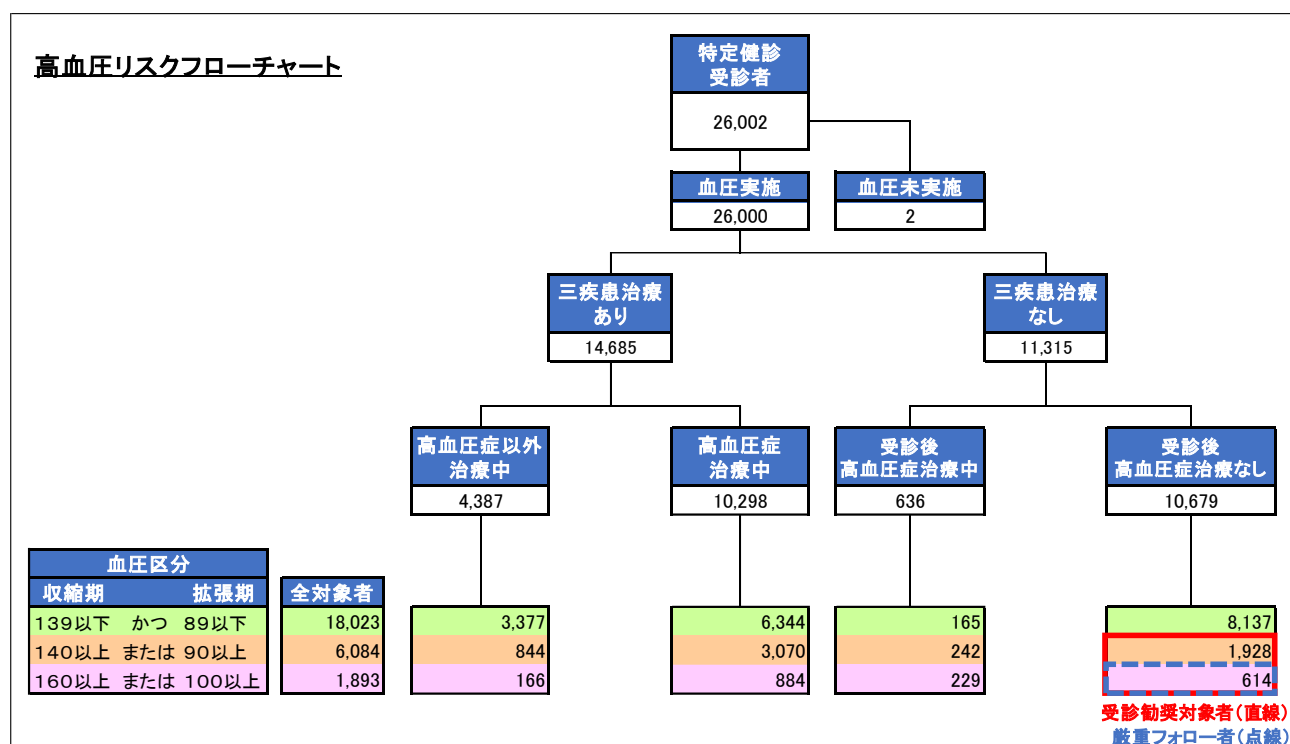 高血圧リスクフローチャート
特定健診
受診者
26,002
血圧実施
26,000
血圧未実施
2
三疾患治療
あり
14,685
三疾患治療
なし
11,315
高血圧症以外
治療中
4,387
高血圧症
治療中
10,298
受診後
高血圧症治療中
636
受診後
高血圧症治療なし
10,679
血圧区分
収縮期 拡張期 全対象者
139以下 かつ 89以下 18,023 3,377 6,344 165 8,137
140以上 または 90以上 6,084 844 3,070 242 1,928
160以上 または 100以上 1,893 166 884 229 614
受診勧奨対象者(直線)
厳重フォロー者(点線)